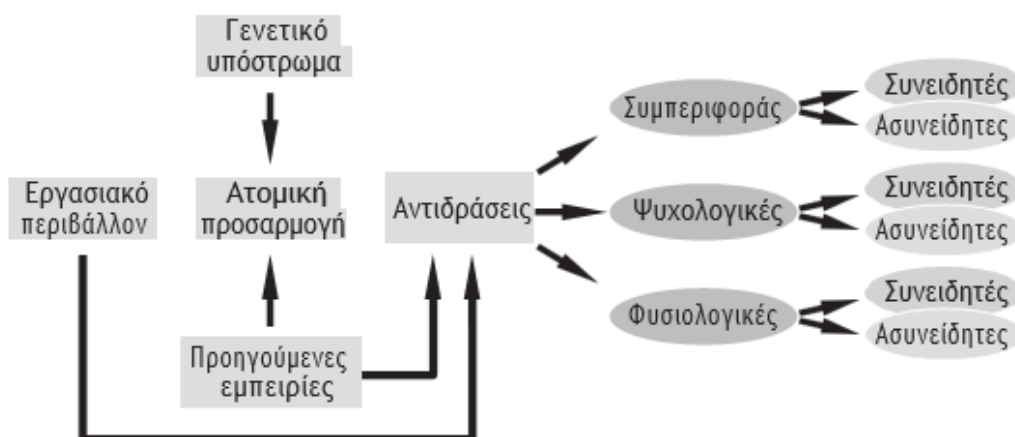 Γενετικό
υπόστρωμα
Εργασιακό
περιβάλλον
Ατομική
προσαρμογή
Προηγούμενες
εμπειρίες
Αντιδράσεις
Συμπεριφοράς
Συνειδητές
Ασυνείδητες
Ψυχολογικές
Συνειδητές
Ασυνείδητες
Φυσιολογικές
Συνειδητές
Ασυνείδητες